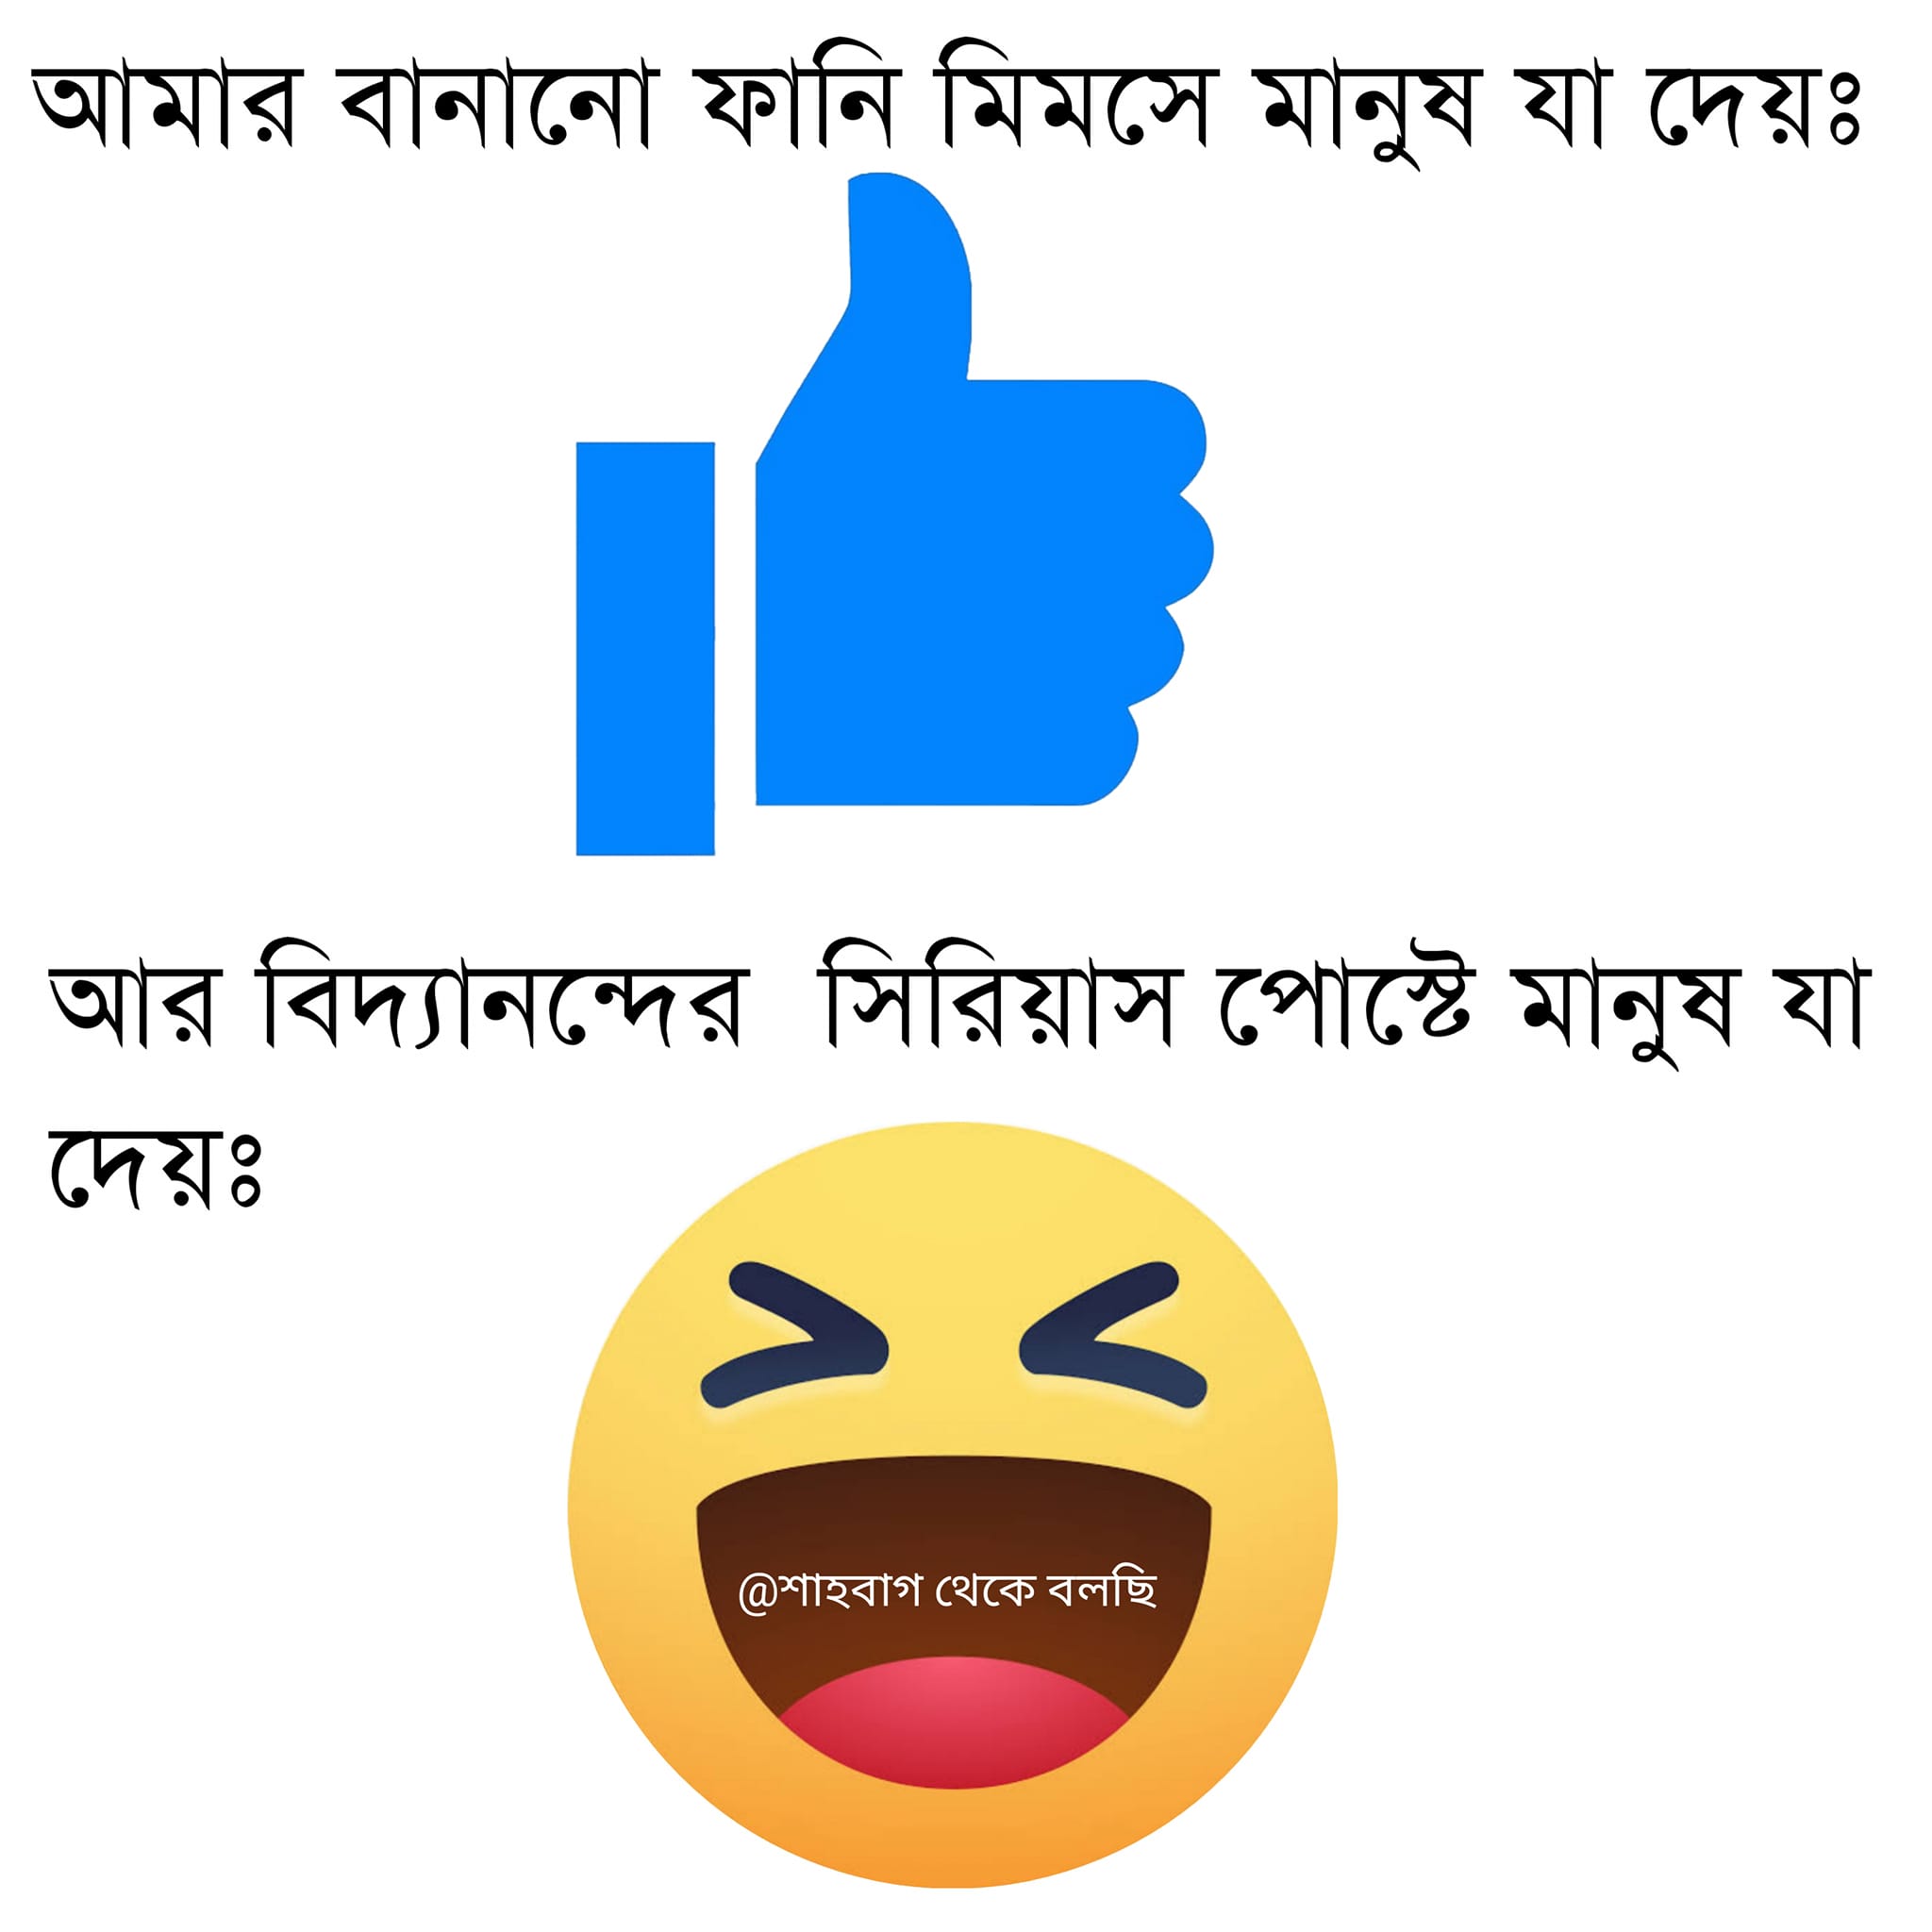 আমার বানানো ফানি মিমসে মানুষ যা দেয়ঃ
আর বিদ্যানন্দের সিরিয়াস পোস্টে মানুষ যা
দেয়ঃ
@শাহবাগ থেকে বলছি